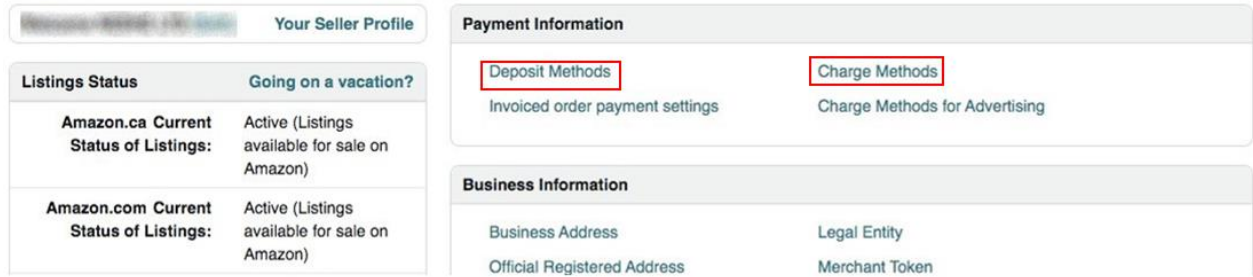 Your Seller Profile
Listings Status
Going on a vacation?
Amazon.ca Current
Status of Listings:
Active (Listings
available for sale on
Amazon)
Amazon.com Current
Status of Listings:
Active (Listings
available for sale on
Amazon)
Payment Information
Deposit Methods
Charge Methods
Invoiced order payment settings
Charge Methods for Advertising
Business Information
Business Address
Legal Entity
Official Registered Address
Merchant Token